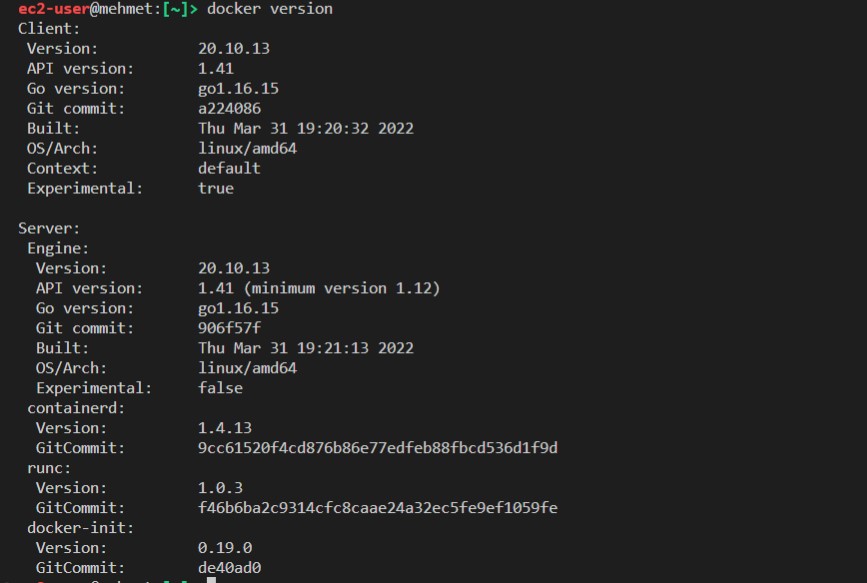 ec2-user@mehmet:[~]> docker version
Client:
 Version:           20.10.13
 API version:       1.41
 Go version:        go1.16.15
 Git commit:        a224086
 Built:             Thu Mar 31 19:20:32 2022
 OS/Arch:           linux/amd64
 Context:           default
 Experimental:      true

Server:
 Engine:
  Version:          20.10.13
  API version:      1.41 (minimum version 1.12)
  Go version:       go1.16.15
  Git commit:       906f57f
  Built:            Thu Mar 31 19:21:13 2022
  OS/Arch:          linux/amd64
  Experimental:     false
 containerd:
  Version:          1.4.13
  GitCommit:        9cc61520f4cd876b86e77edfeb88fbcd536d1f9d
 runc:
  Version:          1.0.3
  GitCommit:        f46b6ba2c9314cfc8caae24a32ec5fe9ef1059fe
 docker-init:
  Version:          0.19.0
  GitCommit:        de40ad0